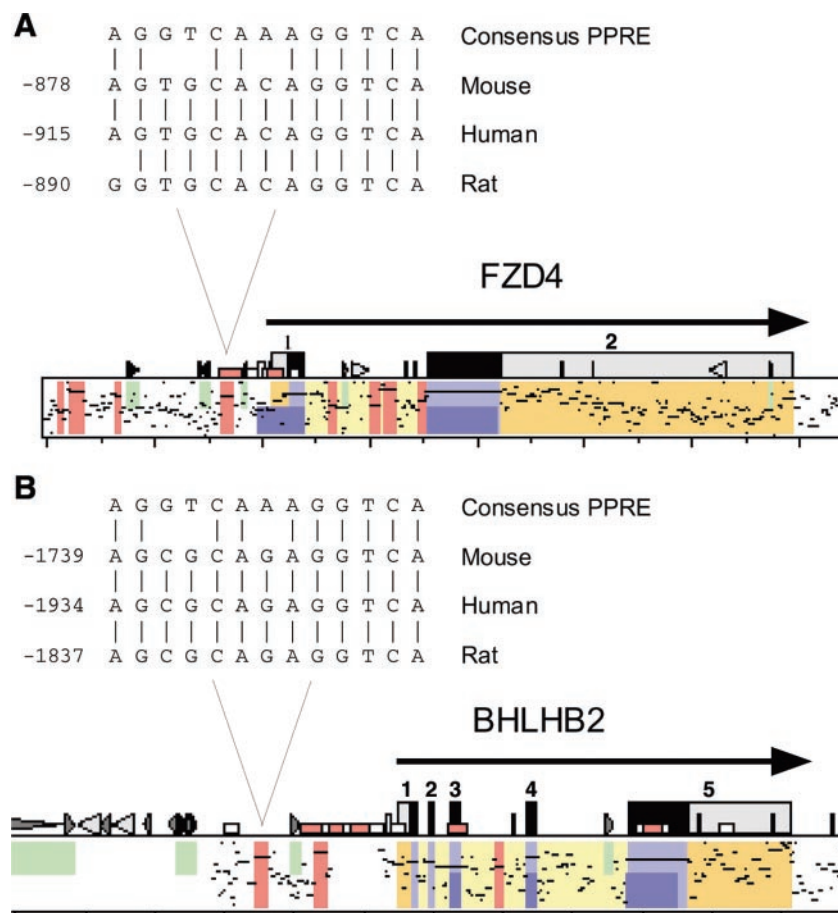 A
A G G T C A A A G G T C A Consensus PPRE
-878 A G T G C A C A G G T C A Mouse
-915 A G T G C A C A G G T C A Human
-890 G G T G C A C A G G T C A Rat
FZD4
1 2
B
A G G T C A A A G G T C A Consensus PPRE
-1739 A G C G C A G A G G T C A Mouse
-1934 A G C G C A G A G G T C A Human
-1837 A G C G C A G A G G T C A Rat
BHLHB2
1 2 3 4 5